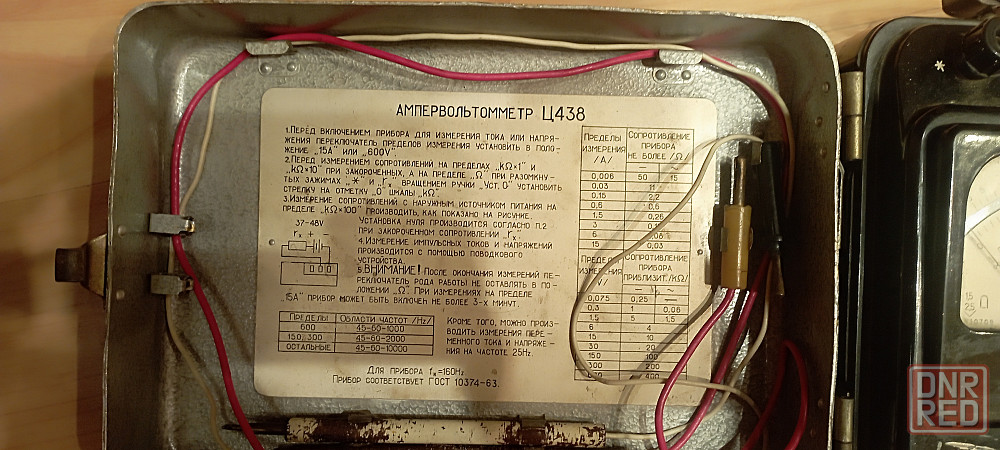 АМПЕРВОЛЬТОММЕТР Ц438
1.ПЕРЕД ВКЛЮЧЕНИЕМ ПРИБОРА ДЛЯ ИЗМЕРЕНИЯ ТОКА ИЛИ НАПРЯ-
ЖЕНИЯ ПЕРЕКЛЮЧАТЕЛЬ ПРЕДЕЛОВ ИЗМЕРЕНИЯ УСТАНОВИТЬ В ПОЛО-
ЖЕНИЕ „15А" ИЛИ „600V".
2.ПЕРЕД ИЗМЕРЕНИЕМ СОПРОТИВЛЕНИЙ НА ПРЕДЕЛАХ „kΩ×1" И
„kΩ×10" ПРИ ЗАКОРОЧЕННЫХ, А НА ПРЕДЕЛЕ „Ω" ПРИ РАЗОМКНУ-
ТЫХ ЗАЖИМАХ „*" И „rx" ВРАЩЕНИЕМ РУЧКИ „УСТ. 0" УСТАНОВИТЬ
СТРЕЛКУ НА ОТМЕТКУ „0" ШКАЛЫ „kΩ".
3.ИЗМЕРЕНИЕ СОПРОТИВЛЕНИЙ С НАРУЖНЫМ ИСТОЧНИКОМ ПИТАНИЯ НА
ПРЕДЕЛЕ „kΩ×100" ПРОИЗВОДИТЬ, КАК ПОКАЗАНО НА РИСУНКЕ.
37-48V
rx + −
УСТАНОВКА НУЛЯ ПРОИЗВОДИТСЯ СОГЛАСНО П.2
ПРИ ЗАКОРОЧЕННОМ СОПРОТИВЛЕНИИ „rx"
4.ИЗМЕРЕНИЕ ИМПУЛЬСНЫХ ТОКОВ И НАПРЯЖЕНИЙ
ПРОИЗВОДИТСЯ С ПОМОЩЬЮ ПОВОДКОВОГО
УСТРОЙСТВА.
5.ВНИМАНИЕ! ПОСЛЕ ОКОНЧАНИЯ ИЗМЕРЕНИЙ ПЕ-
РЕКЛЮЧАТЕЛЬ РОДА РАБОТЫ НЕ ОСТАВЛЯТЬ В ПО-
ЛОЖЕНИИ „Ω". ПРИ ИЗМЕРЕНИЯХ НА ПРЕДЕЛЕ
„15А" ПРИБОР МОЖЕТ БЫТЬ ВКЛЮЧЕН НЕ БОЛЕЕ 3-х МИНУТ.
ПРЕДЕЛЫ ОБЛАСТИ ЧАСТОТ /Hz/
600 45-60-1000
150, 300 45-60-2000
ОСТАЛЬНЫЕ 45-60-10000
КРОМЕ ТОГО, МОЖНО ПРОИЗ-
ВОДИТЬ ИЗМЕРЕНИЯ ПЕРЕ-
МЕННОГО ТОКА И НАПРЯЖЕ-
НИЯ НА ЧАСТОТЕ 25Hz.
ДЛЯ ПРИБОРА =160Hz
ПРИБОР СООТВЕТСТВУЕТ ГОСТ 10374-63.
ПРЕДЕЛЫ ИЗМЕРЕНИЯ /А/ СОПРОТИВЛЕНИЕ ПРИБОРА НЕ БОЛЕЕ /Ω/
− ~
0,006 50 15
0,03 11
0,15 2,2
0,6 0,6
1,5 0,26
3
6
15 0,03
ПРЕДЕЛЫ /V/ СОПРОТИВЛЕНИЕ ПРИБОРА ПРИБЛИЗИТ. /kΩ/
− ~
0,075 0,25 −
0,3 1 0,06
1,5 5 1,5
6 4
15 10
30 20
150 100
300 200
400
*
DNR
RED